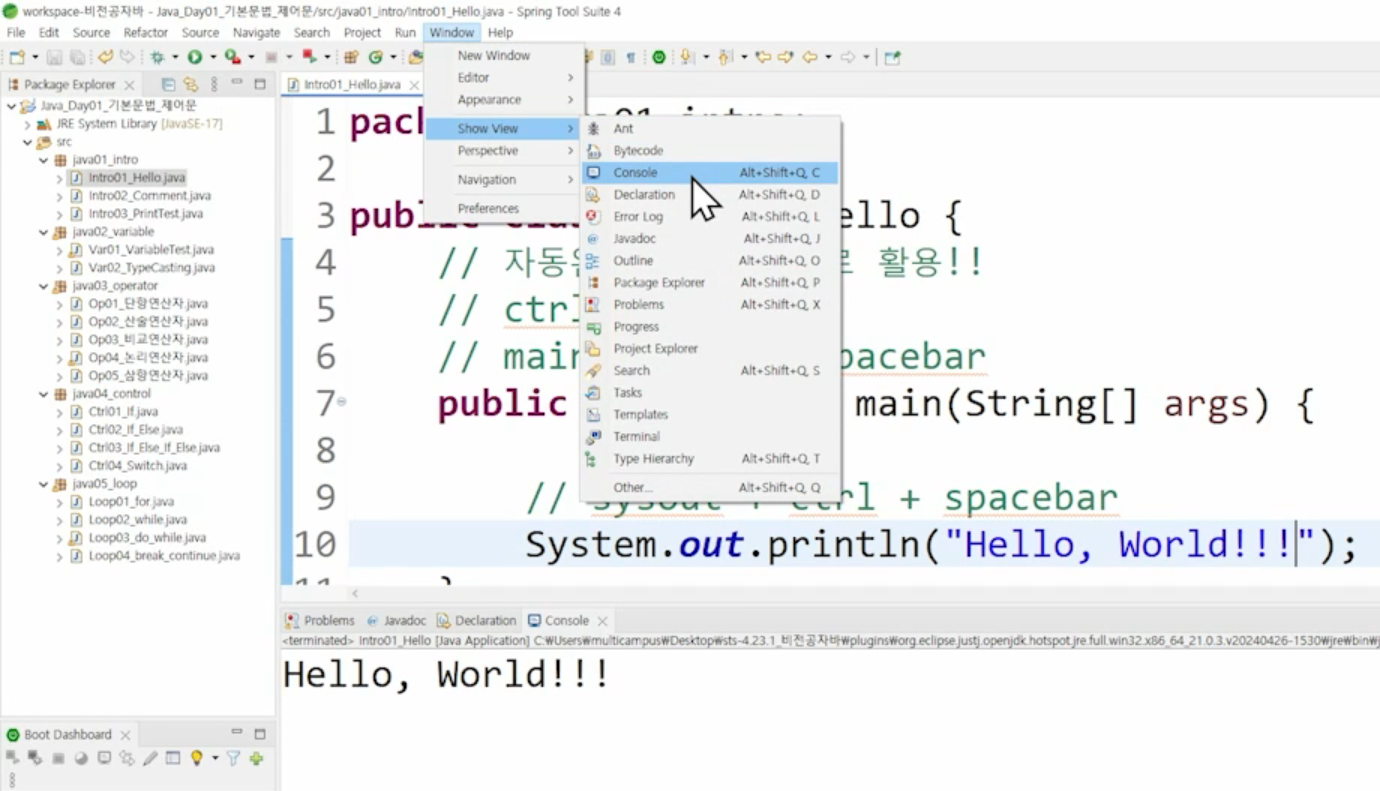 workspace-비전공자바 - Java_Day01_기본문법_제어문/src/java01_intro/Intro01_Hello.java - Spring Tool Suite 4
File Edit Source Refactor Source Navigate Search Project Run Window Help
Package Explorer
Java_Day01_기본문법_제어문
JRE System Library [JavaSE-17]
src
java01_intro
Intro01_Hello.java
Intro02_Comment.java
Intro03_PrintTest.java
java02_variable
Var01_VariableTest.java
Var02_TypeCasting.java
java03_operator
Op01_단항연산자.java
Op02_산술연산자.java
Op03_비교연산자.java
Op04_논리연산자.java
Op05_삼항연산자.java
java04_control
Ctrl01_If.java
Ctrl02_If_Else.java
Ctrl03_If_Else_If_Else.java
Ctrl04_Switch.java
java05_loop
Loop01_for.java
Loop02_while.java
Loop03_do_while.java
Loop04_break_continue.java
Boot Dashboard
New Window
Editor
Appearance
Show View
Perspective
Navigation
Preferences
Ant
Bytecode
Console Alt+Shift+Q, C
Declaration Alt+Shift+Q, D
Error Log Alt+Shift+Q, L
Javadoc Alt+Shift+Q, J
Outline Alt+Shift+Q, O
Package Explorer Alt+Shift+Q, P
Problems Alt+Shift+Q, X
Progress
Project Explorer
Search Alt+Shift+Q, S
Tasks
Templates
Terminal
Type Hierarchy Alt+Shift+Q, T
Other... Alt+Shift+Q, Q
Intro01_Hello.java
1 pac
2
3 pub ello {
4 // 자동 활용!!
5 // ctr
6 // main pacebar
7 public main(String[] args) {
8
9 // sysout + ctrl + spacebar
10 System.out.println("Hello, World!!!");
11 }
Problems Javadoc Declaration Console
<terminated> Intro01_Hello [Java Application] C:₩Users₩multicampus₩Desktop₩sts-4.23.1_비전공자바₩plugins₩org.eclipse.justj.openjdk.hotspot.jre.full.win32.x86_64_21.0.3.v20240426-1530₩jre₩bin₩j
Hello, World!!!